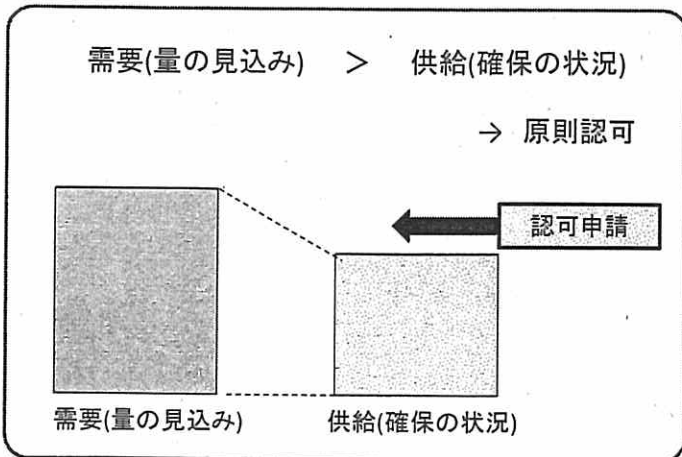 需要(量の見込み) > 供給(確保の状況)
→ 原則認可
認可申請
需要(量の見込み)
供給(確保の状況)